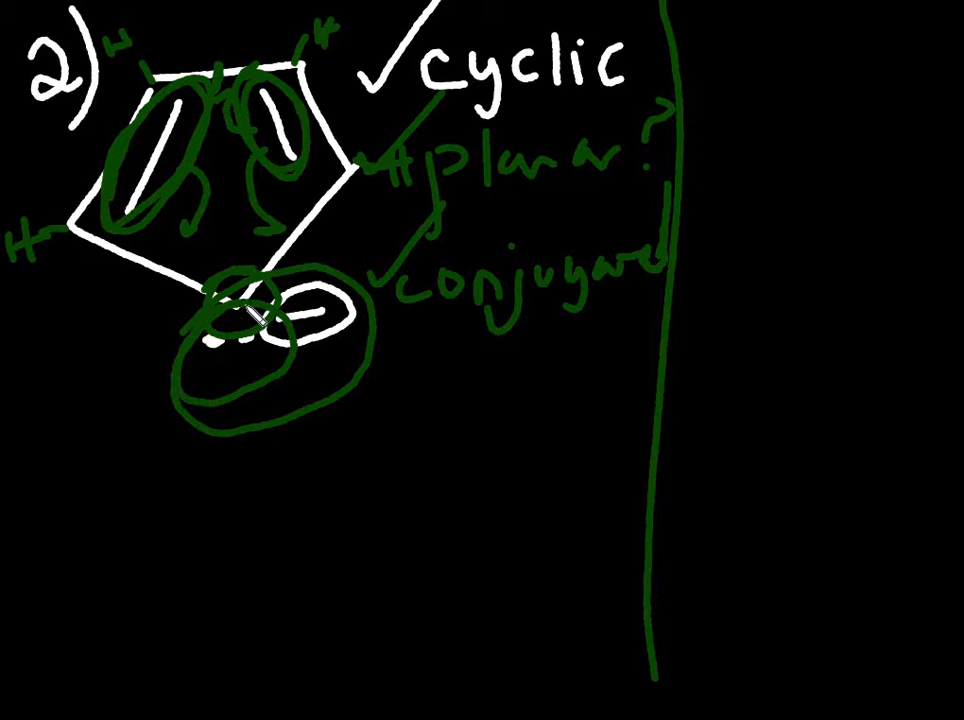 2) ✓ cyclic
H H
H planar?
H
✓ conjugated